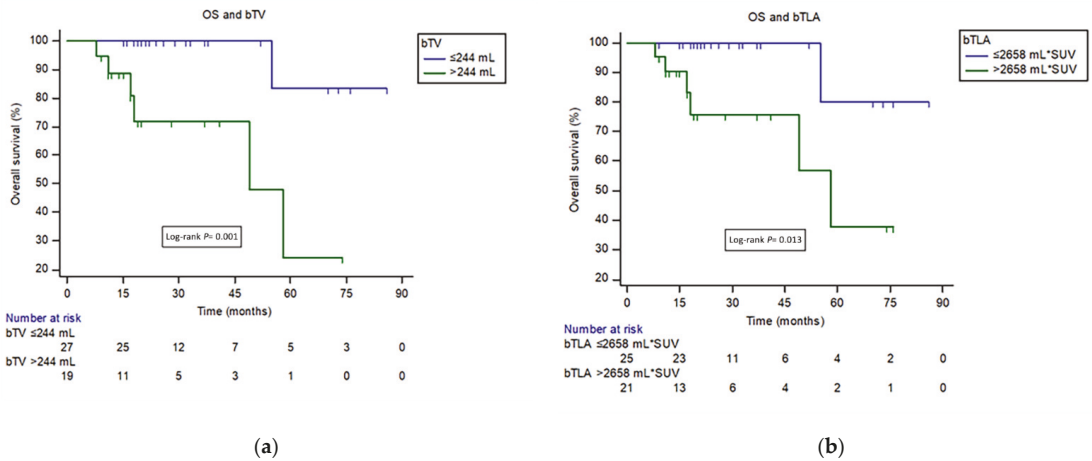 OS and bTV
bTV
≤244 mL
>244 mL
Overall survival (%)
100
90
80
70
60
50
40
30
20
Log-rank P= 0.001
0 15 30 45 60 75 90
Time (months)
Number at risk
bTV ≤244 mL
27 25 12 7 5 3 0
bTV >244 mL
19 11 5 3 1 0 0
(a)
OS and bTLA
bTLA
≤2658 mL*SUV
>2658 mL*SUV
Overall survival (%)
100
90
80
70
60
50
40
30
20
Log-rank P= 0.013
0 15 30 45 60 75 90
Time (months)
Number at risk
bTLA ≤2658 mL*SUV
25 23 11 6 4 2 0
bTLA >2658 mL*SUV
21 13 6 4 2 1 0
(b)